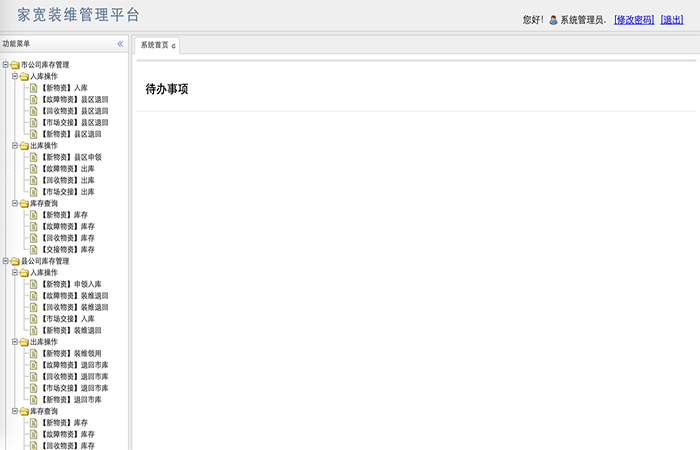 家宽装维管理平台
您好! 系统管理员. [修改密码] [退出]
功能菜单
系统首页
待办事项
市公司库存管理
入库操作
【新物资】入库
【故障物资】县区退回
【回收物资】县区退回
【市场交接】县区退回
【新物资】县区退回
出库操作
【新物资】县区申领
【故障物资】出库
【回收物资】出库
【市场交接】出库
库存查询
【新物资】库存
【故障物资】库存
【回收物资】库存
【交接物资】库存
县公司库存管理
入库操作
【新物资】申领入库
【故障物资】装维退回
【回收物资】装维退回
【市场交接】入库
【新物资】装维退回
出库操作
【新物资】装维领用
【故障物资】退回市库
【回收物资】退回市库
【市场交接】退回市库
【新物资】退回市库
库存查询
【新物资】库存
【故障物资】库存
【回收物资】库存